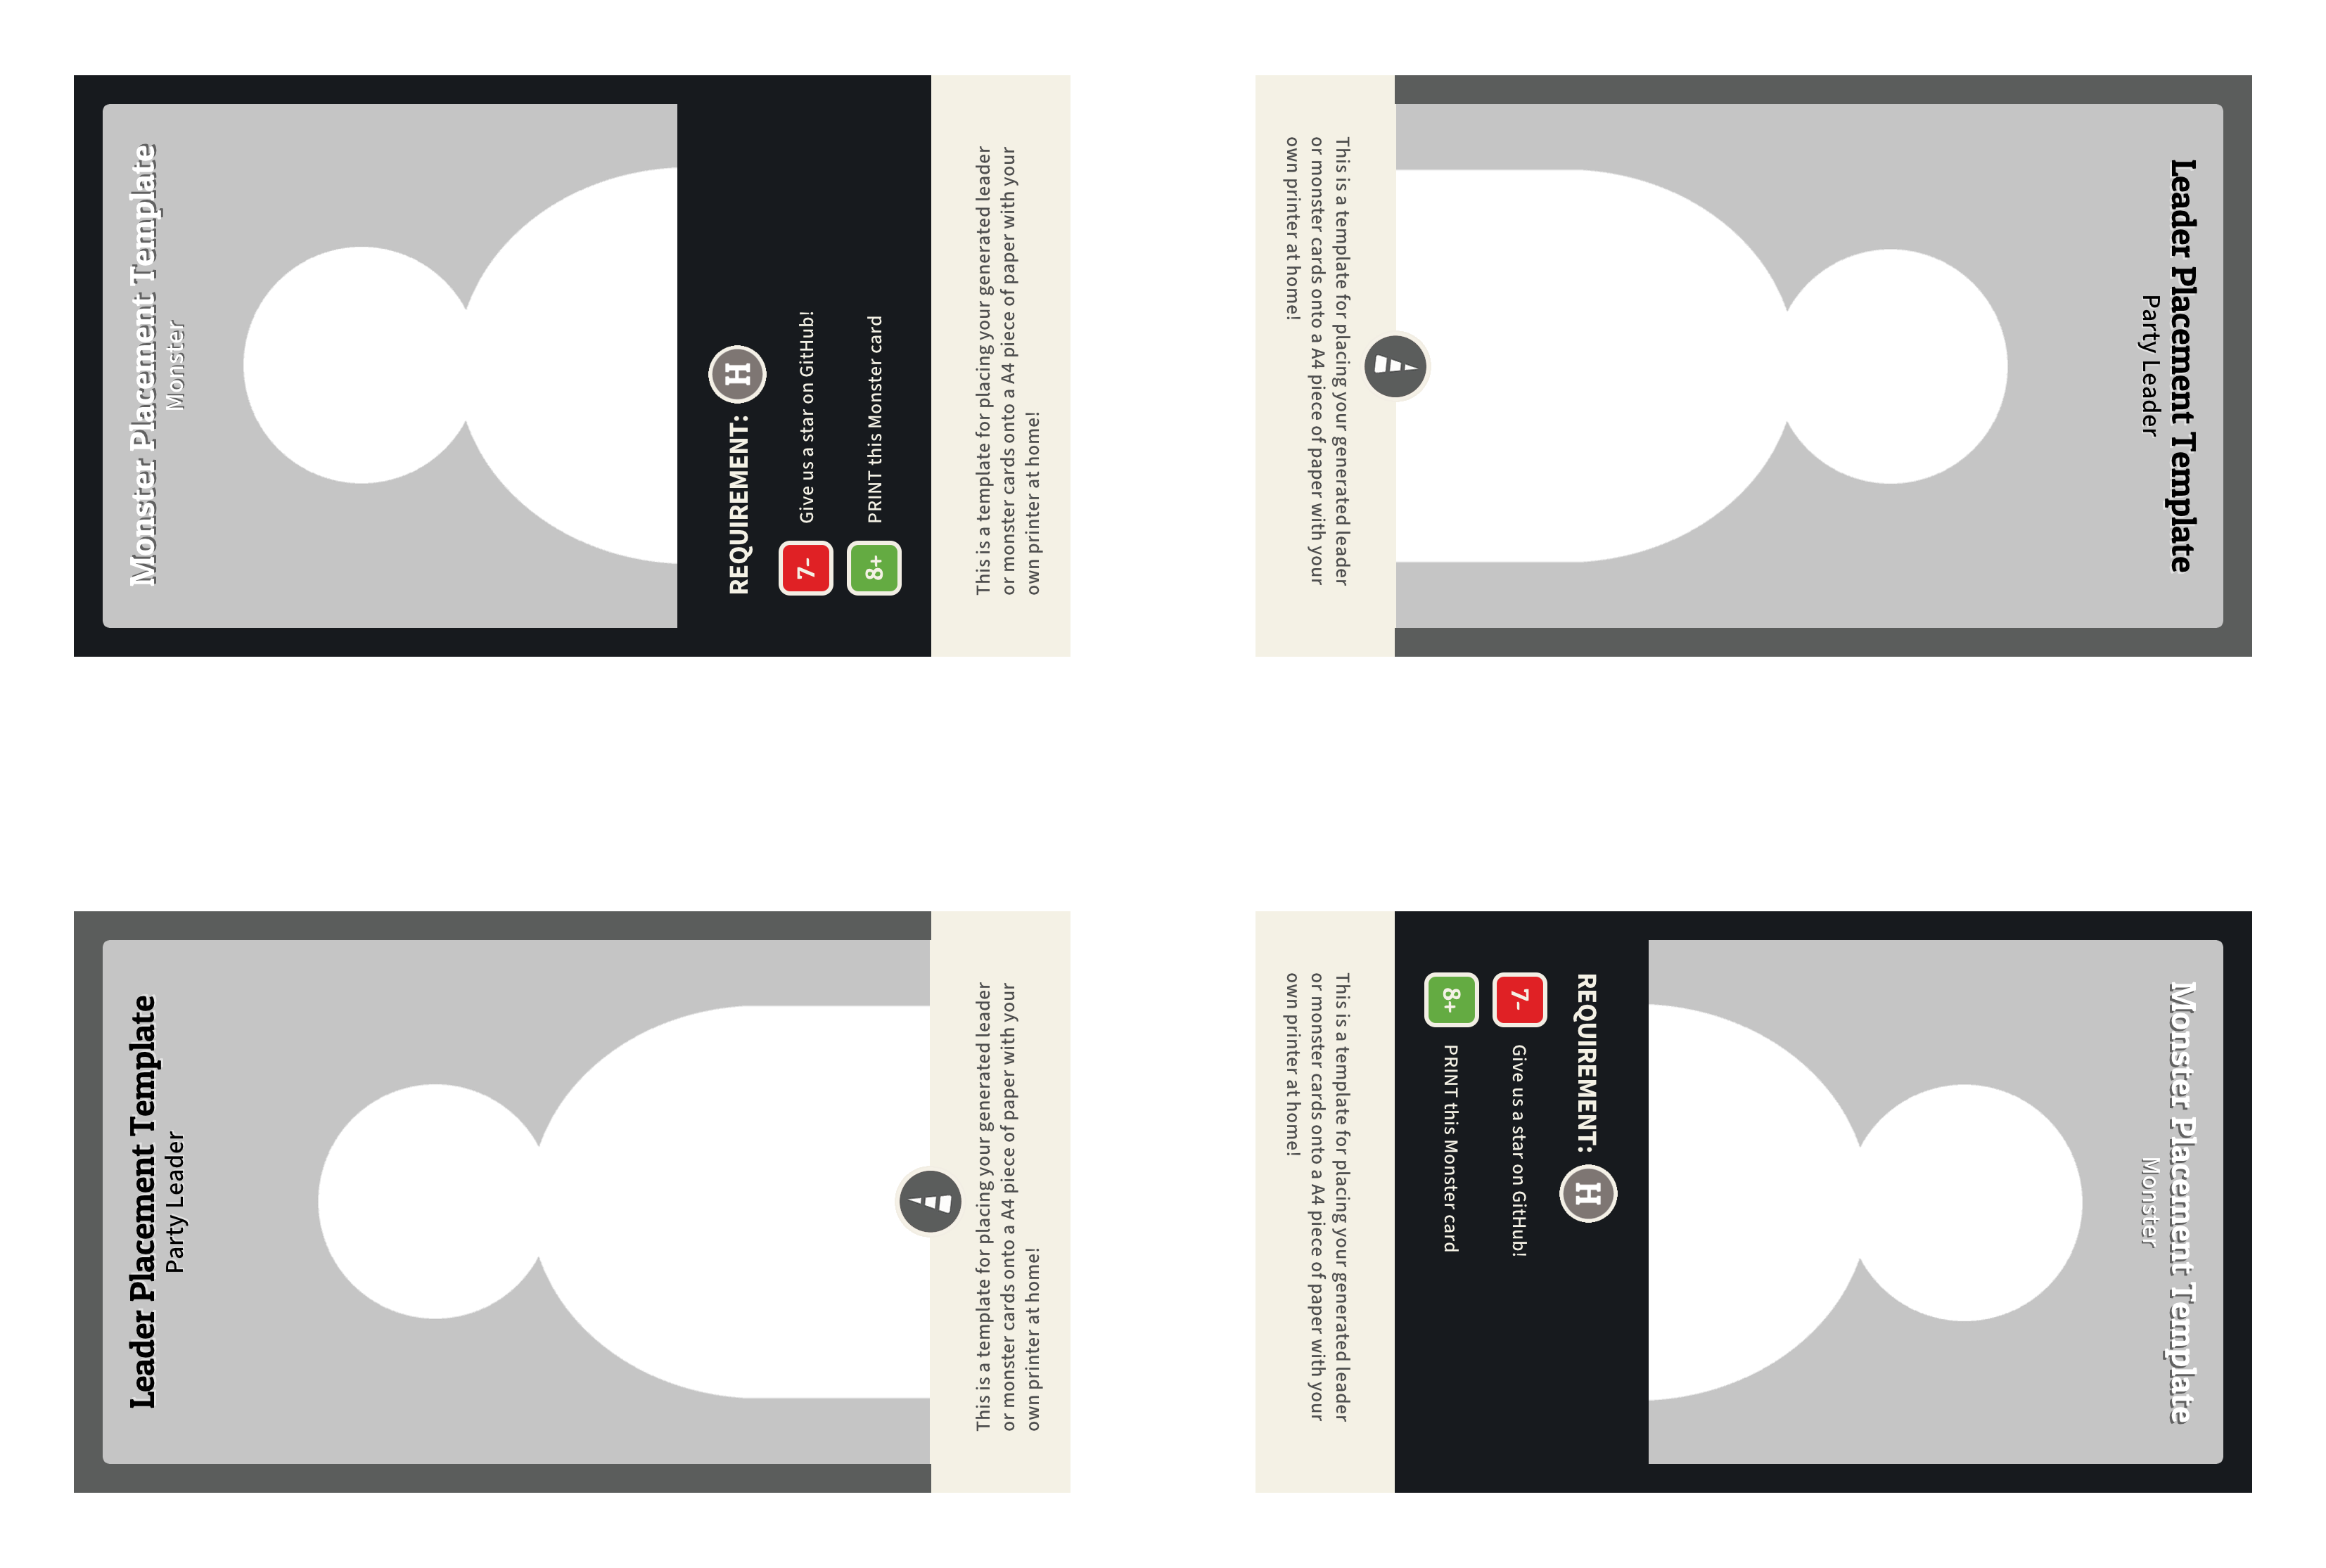 Monster Placement Template
Monster
REQUIREMENT: H
7- Give us a star on GitHub!
8+ PRINT this Monster card
This is a template for placing your generated leader
or monster cards onto a A4 piece of paper with your
own printer at home!
Leader Placement Template
Party Leader
This is a template for placing your generated leader
or monster cards onto a A4 piece of paper with your
own printer at home!
Leader Placement Template
Party Leader
This is a template for placing your generated leader
or monster cards onto a A4 piece of paper with your
own printer at home!
Monster Placement Template
Monster
REQUIREMENT: H
7- Give us a star on GitHub!
8+ PRINT this Monster card
This is a template for placing your generated leader
or monster cards onto a A4 piece of paper with your
own printer at home!